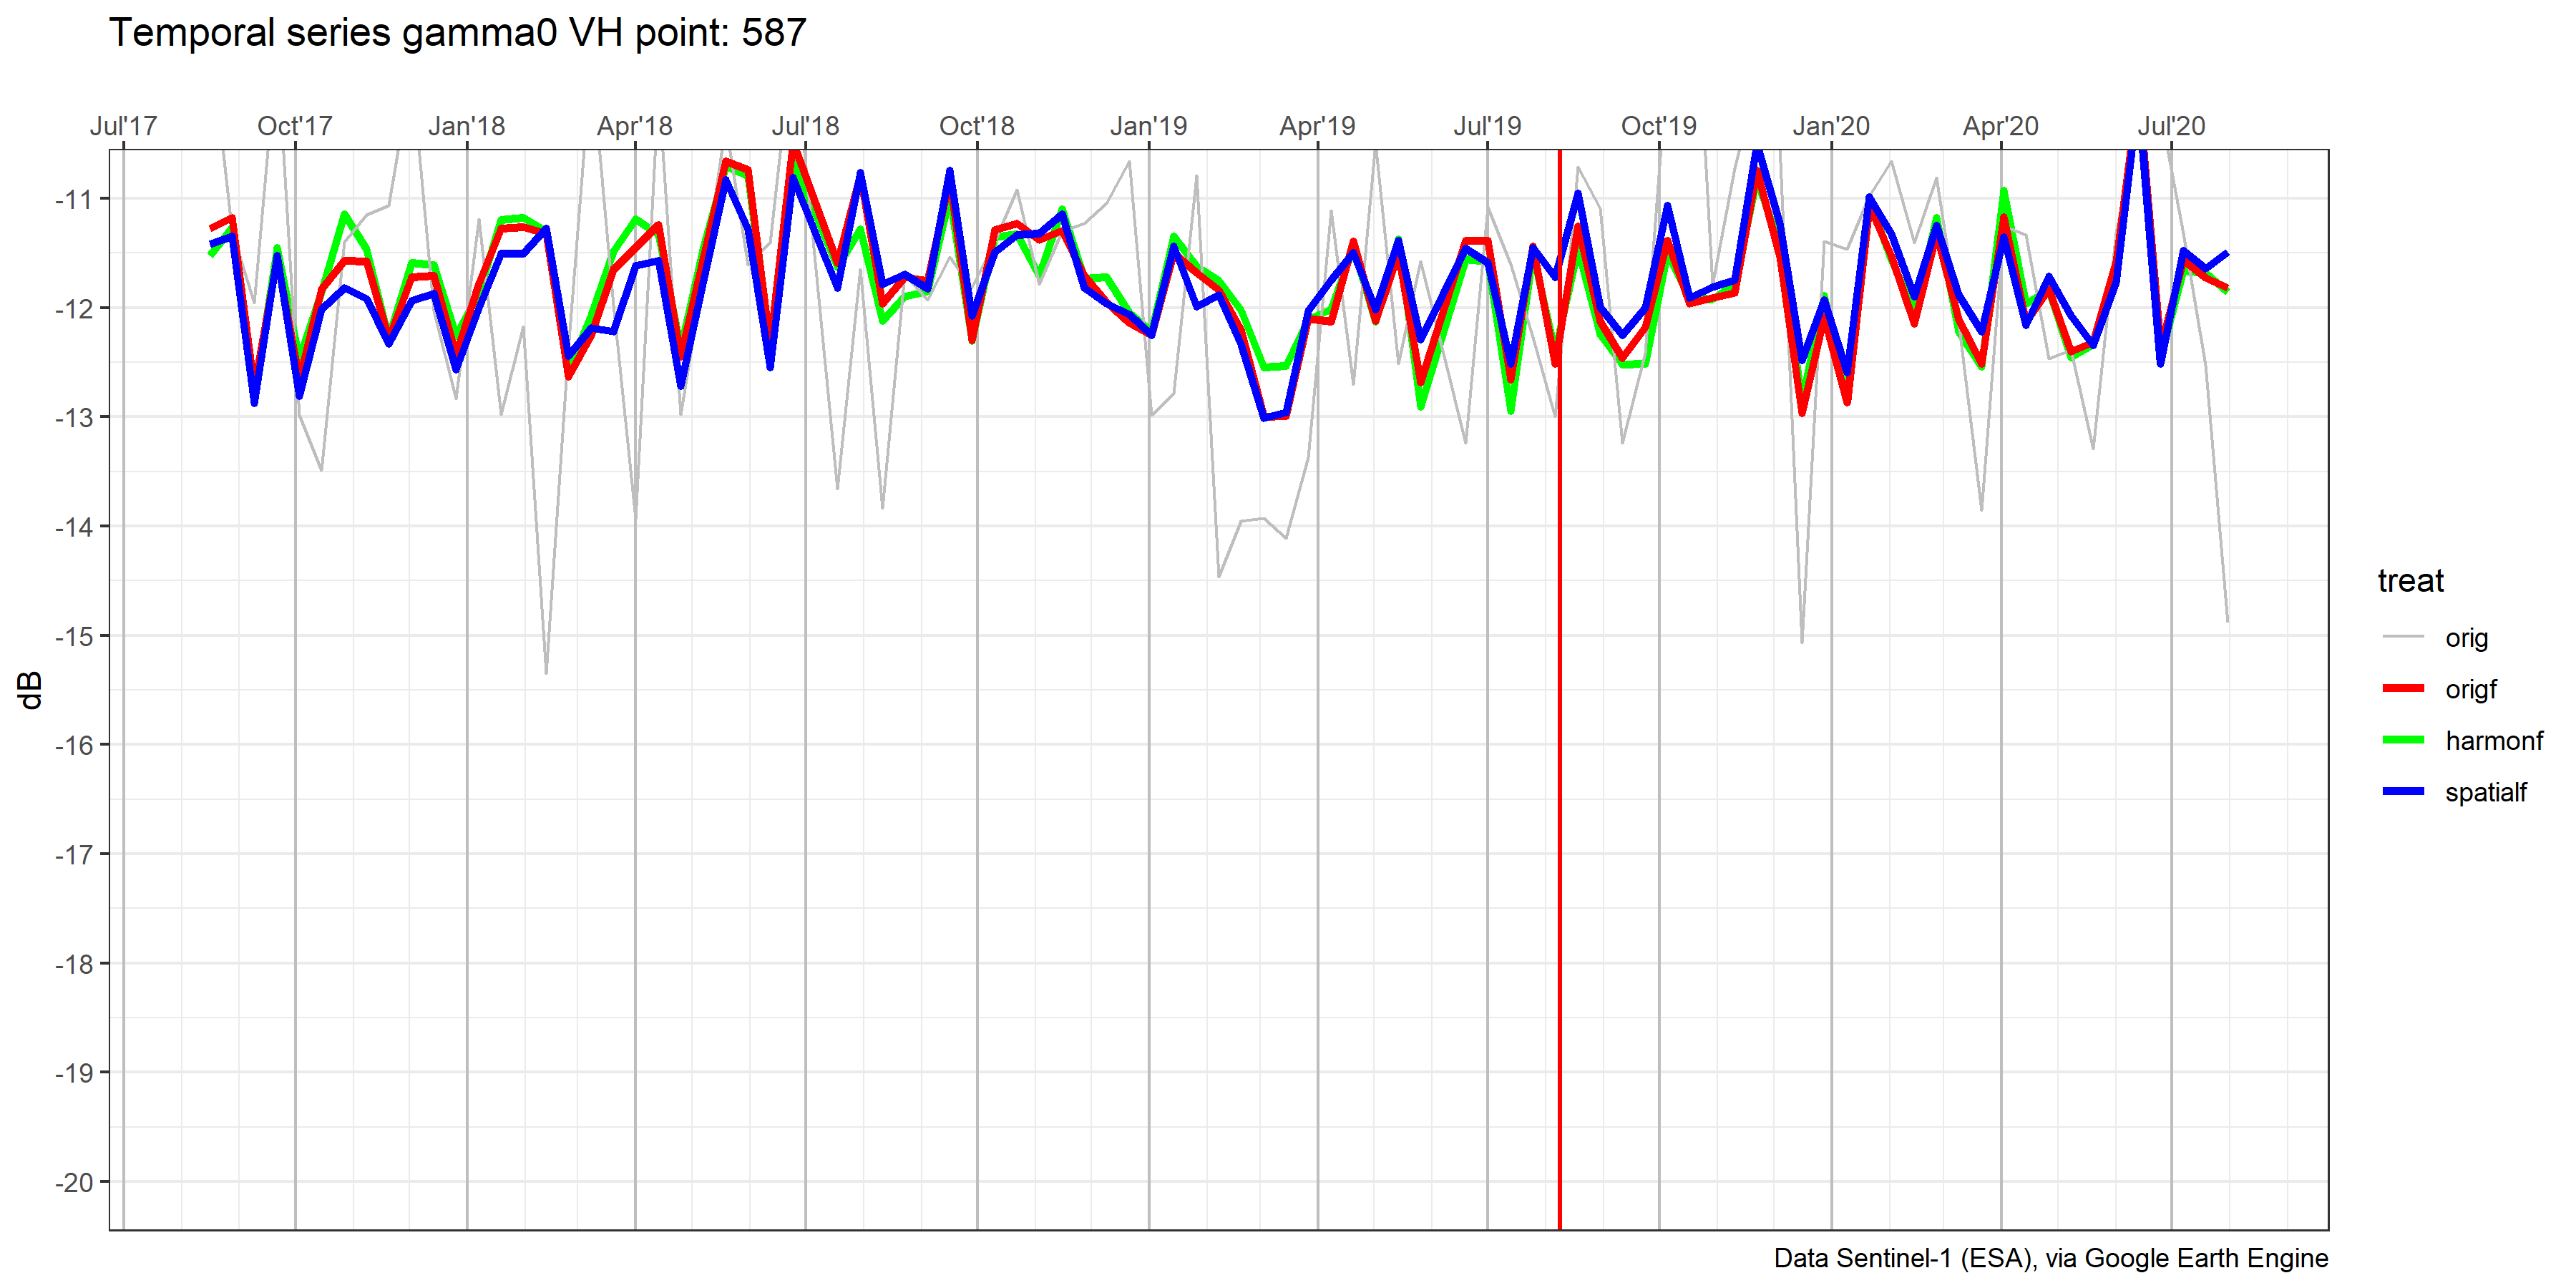 Temporal series gamma0 VH point: 587
Jul'17 Oct'17 Jan'18 Apr'18 Jul'18 Oct'18 Jan'19 Apr'19 Jul'19 Oct'19 Jan'20 Apr'20 Jul'20
-11
-12
-13
-14
-15
-16
-17
-18
-19
-20
dB
treat
orig
origf
harmonf
spatialf
Data Sentinel-1 (ESA), via Google Earth Engine